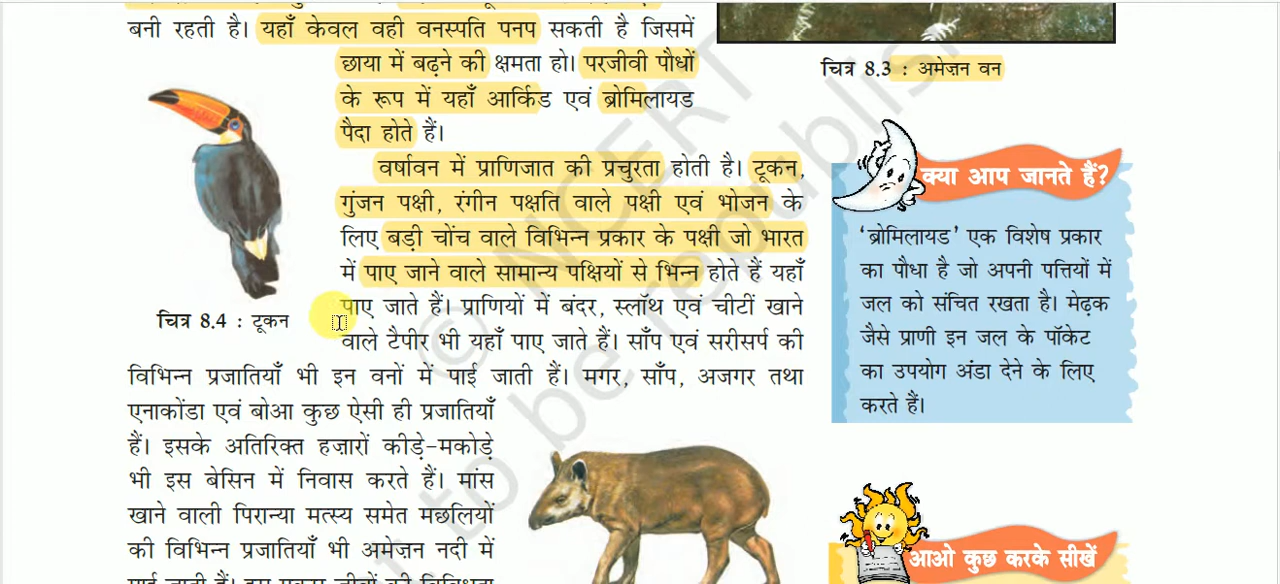 बनी रहती है। यहाँ केवल वही वनस्पति पनप सकती है जिसमें
छाया में बढ़ने की क्षमता हो। परजीवी पौधों
के रूप में यहाँ आर्किड एवं ब्रोमिलायड
पैदा होते हैं।
वर्षावन में प्राणिजात की प्रचुरता होती है। टूकन,
गुंजन पक्षी, रंगीन पक्षति वाले पक्षी एवं भोजन के
लिए बड़ी चोंच वाले विभिन्न प्रकार के पक्षी जो भारत
में पाए जाने वाले सामान्य पक्षियों से भिन्न होते हैं यहाँ
पाए जाते हैं। प्राणियों में बंदर, स्लॉथ एवं चीटीं खाने
वाले टैपीर भी यहाँ पाए जाते हैं। साँप एवं सरीसर्प की
विभिन्न प्रजातियाँ भी इन वनों में पाई जाती हैं। मगर, साँप, अजगर तथा
एनाकोंडा एवं बोआ कुछ ऐसी ही प्रजातियाँ
हैं। इसके अतिरिक्त हज़ारों कीड़े-मकोड़े
भी इस बेसिन में निवास करते हैं। मांस
खाने वाली पिरान्या मत्स्य समेत मछलियों
की विभिन्न प्रजातियाँ भी अमेज़न नदी में
चित्र 8.4 : टूकन
चित्र 8.3 : अमेज़न वन
क्या आप जानते हैं?
'ब्रोमिलायड' एक विशेष प्रकार
का पौधा है जो अपनी पत्तियों में
जल को संचित रखता है। मेढ़क
जैसे प्राणी इन जल के पॉकेट
का उपयोग अंडा देने के लिए
करते हैं।
आओ कुछ करके सीखें
© NCERT
to be republish